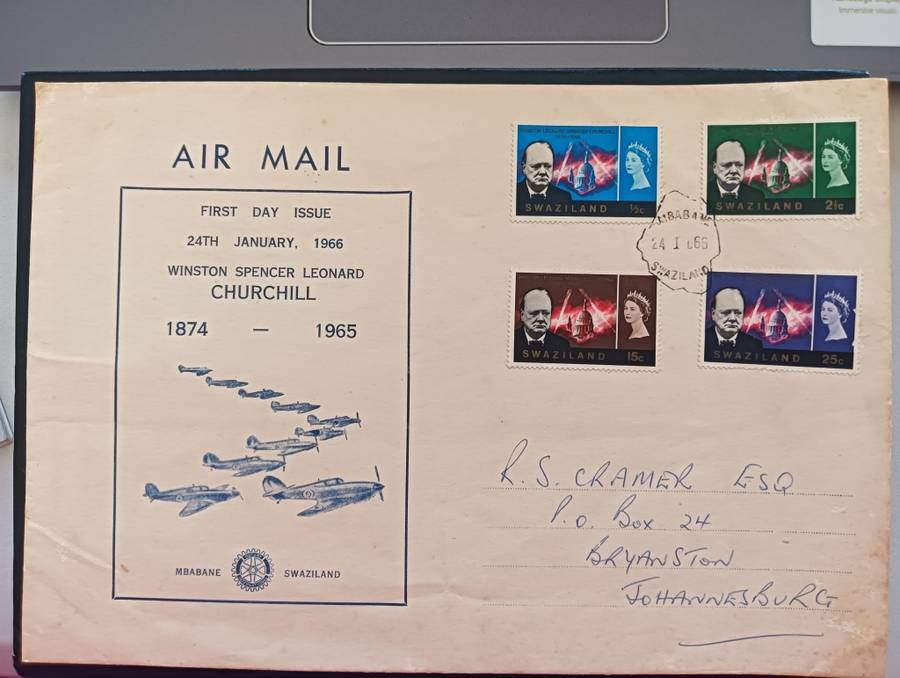 AIR MAIL
FIRST DAY ISSUE
24TH JANUARY, 1966
WINSTON SPENCER LEONARD
CHURCHILL
1874 — 1965
MBABANE SWAZILAND
SWAZILAND ½c
SWAZILAND 2½c
MBABANE
24 I 66
SWAZILAND
SWAZILAND 15c
SWAZILAND 25c
R. S. CRAMER ESQ
P.O. Box 24
BRYANSTON
JOHANNESBURG